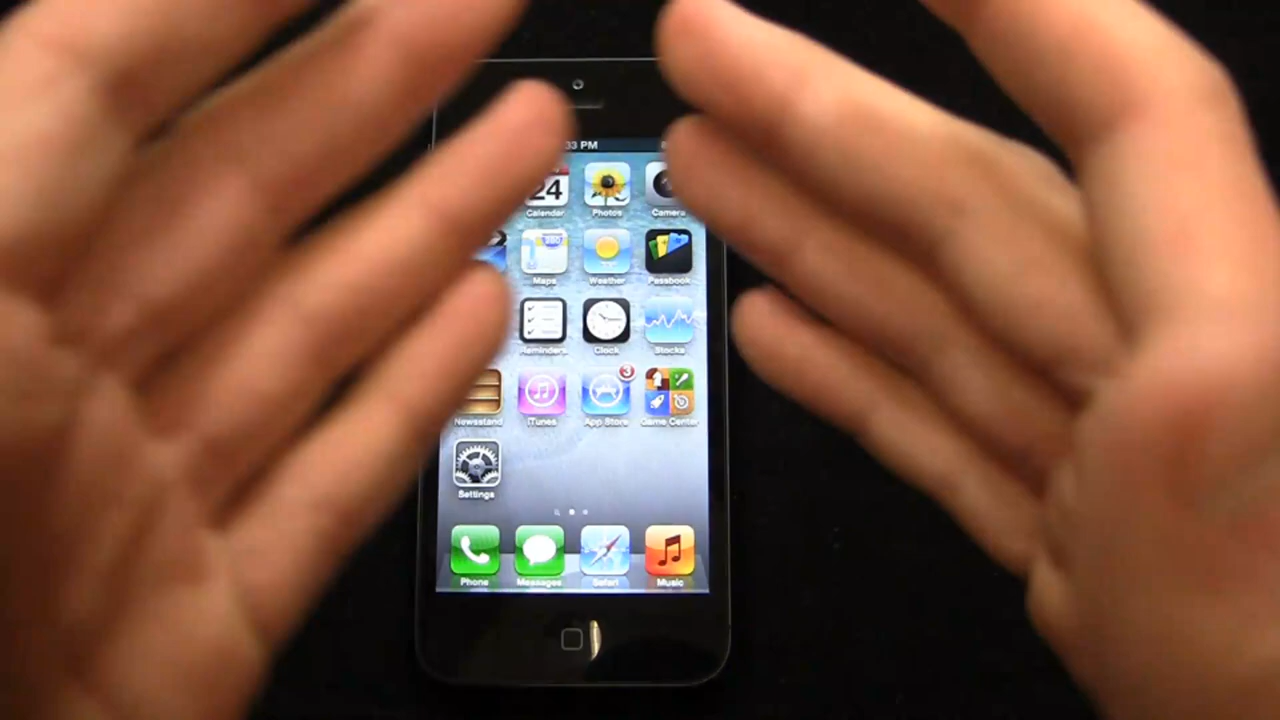 33 PM
24
Calendar Photos Camera
280
Maps Weather Passbook
Reminders Clock Stocks
3
Newsstand iTunes App Store Game Center
Settings
Phone Messages Safari Music